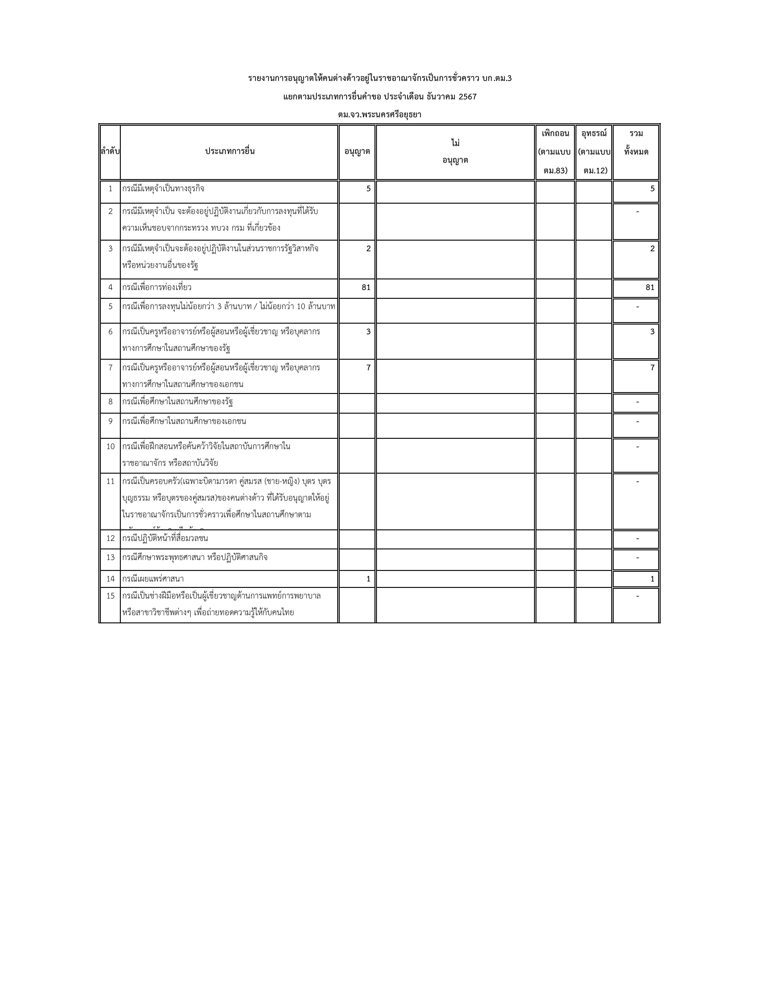 รายงานการอนุญาตให้คนต่างด้าวอยู่ในราชอาณาจักรเป็นการชั่วคราว บก.ตม.3
แยกตามประเภทการยื่นคำขอ ประจำเดือน ธันวาคม 2567
ตม.จว.พระนครศรีอยุธยา
ลำดับ ประเภทการยื่น อนุญาต ไม่ อนุญาต เพิกถอน (ตามแบบ ตม.83) อุทธรณ์ (ตามแบบ ตม.12) รวม ทั้งหมด
1 กรณีมีเหตุจำเป็นทางธุรกิจ 5 5
2 กรณีมีเหตุจำเป็น จะต้องอยู่ปฏิบัติงานเกี่ยวกับการลงทุนที่ได้รับ -
ความเห็นชอบจากกระทรวง ทบวง กรม ที่เกี่ยวข้อง
3 กรณีมีเหตุจำเป็นจะต้องอยู่ปฏิบัติงานในส่วนราชการรัฐวิสาหกิจ 2 2
หรือหน่วยงานอื่นของรัฐ
4 กรณีเพื่อการท่องเที่ยว 81 81
5 กรณีเพื่อการลงทุนไม่น้อยกว่า 3 ล้านบาท / ไม่น้อยกว่า 10 ล้านบาท -
6 กรณีเป็นครูหรืออาจารย์หรือผู้สอนหรือผู้เชี่ยวชาญ หรือบุคลากร 3 3
ทางการศึกษาในสถานศึกษาของรัฐ
7 กรณีเป็นครูหรืออาจารย์หรือผู้สอนหรือผู้เชี่ยวชาญ หรือบุคลากร 7 7
ทางการศึกษาในสถานศึกษาของเอกชน
8 กรณีเพื่อศึกษาในสถานศึกษาของรัฐ -
9 กรณีเพื่อศึกษาในสถานศึกษาของเอกชน -
10 กรณีเพื่อฝึกสอนหรือค้นคว้าวิจัยในสถาบันการศึกษาใน -
ราชอาณาจักร หรือสถาบันวิจัย
11 กรณีเป็นครอบครัว(เฉพาะบิดามารดา คู่สมรส (ชาย-หญิง) บุตร บุตร -
บุญธรรม หรือบุตรของคู่สมรส)ของคนต่างด้าว ที่ได้รับอนุญาตให้อยู่
ในราชอาณาจักรเป็นการชั่วคราวเพื่อศึกษาในสถานศึกษาตาม
12 กรณีปฏิบัติหน้าที่สื่อมวลชน -
13 กรณีศึกษาพระพุทธศาสนา หรือปฏิบัติศาสนกิจ -
14 กรณีเผยแพร่ศาสนา 1 1
15 กรณีเป็นช่างฝีมือหรือเป็นผู้เชี่ยวชาญด้านการแพทย์การพยาบาล -
หรือสาขาวิชาชีพต่างๆ เพื่อถ่ายทอดความรู้ให้กับคนไทย